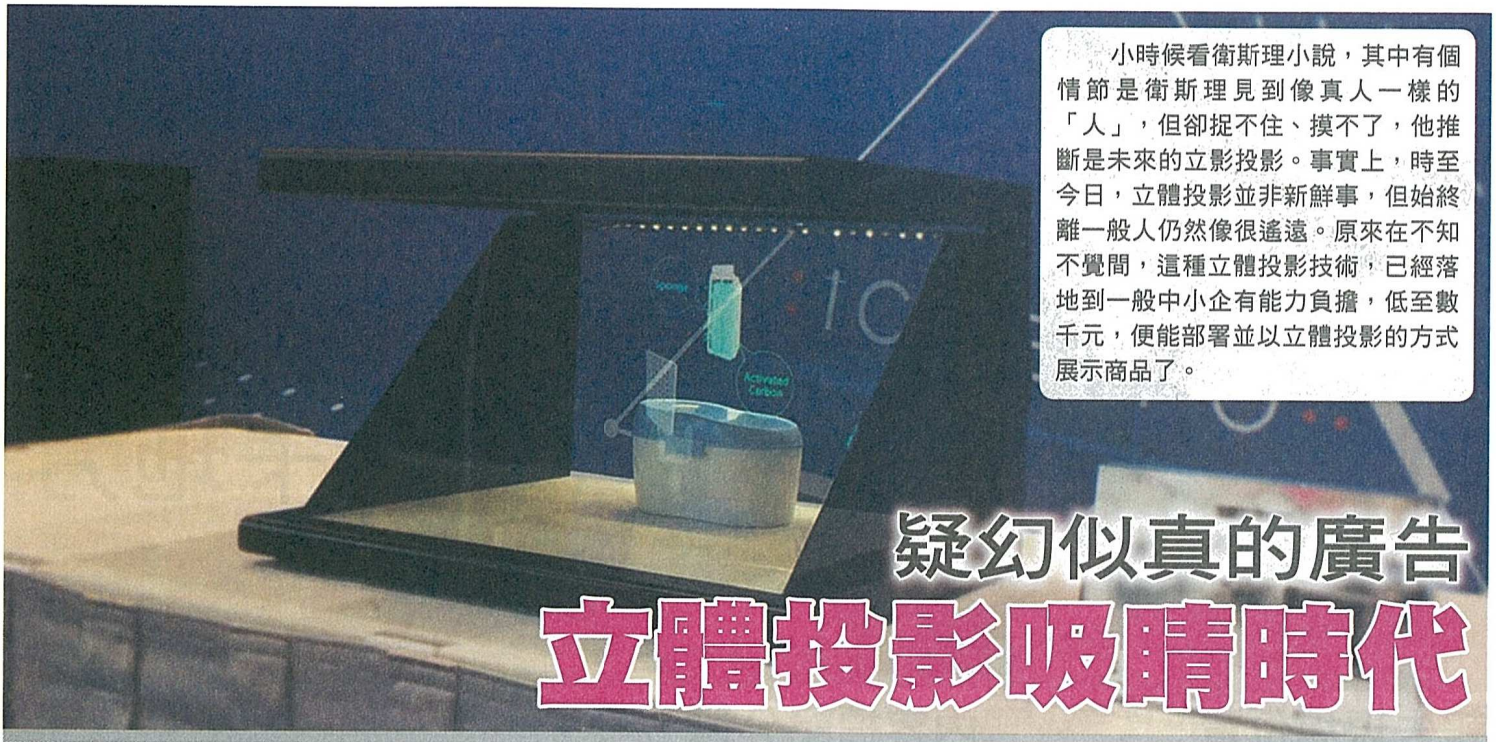 小時候看衛斯理小說，其中有個
情節是衛斯理見到像真人一樣的
「人」，但卻捉不住、摸不了，他推
斷是未來的立影投影。事實上，時至
今日，立體投影並非新鮮事，但始終
離一般人仍然像很遙遠。原來在不知
不覺間，這種立體投影技術，已經落
地到一般中小企有能力負擔，低至數
千元，便能部署並以立體投影的方式
展示商品了。
Sponge
Activated
Carbon
疑幻似真的廣告
立體投影吸睛時代